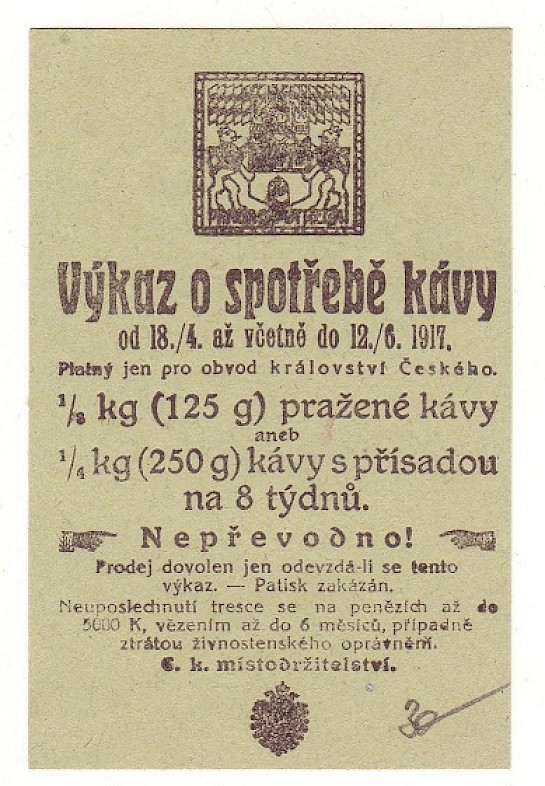 Výkaz o spotřebě kávy
od 18./4. až včetně do 12./6. 1917.
Platný jen pro obvod království Českého.
1/8 kg (125 g) pražené kávy
aneb
1/4 kg (250 g) kávy s přísadou
na 8 týdnů.
Nepřevodno!
Prodej dovolen jen odevzdá-li se tento
výkaz. — Patisk zakázán.
Neuposlechnutí tresce se na penězích až do
5000 K, vězením až do 6 měsíců, případně
ztrátou živnostenského oprávnění.
C. k. místodržitelství.
30